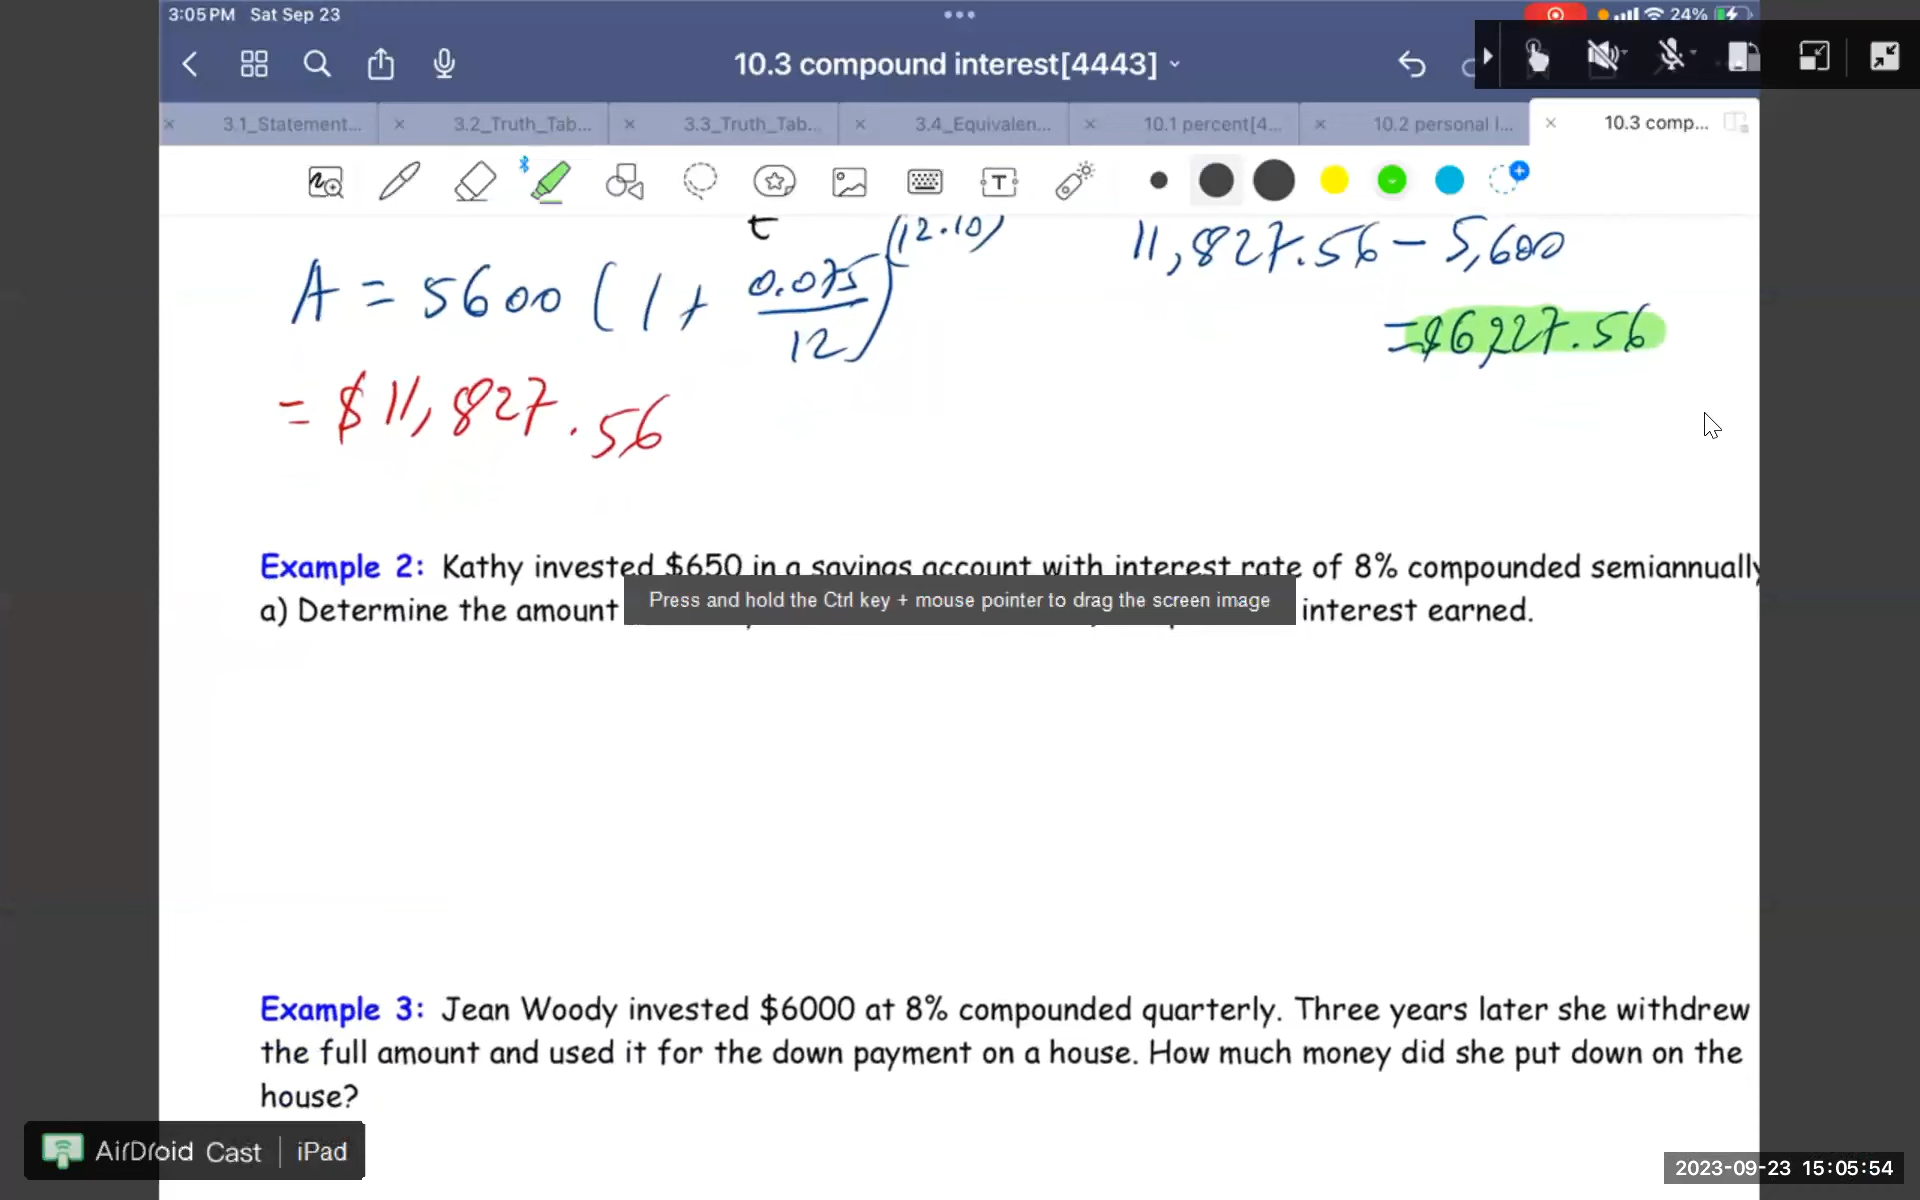 3:05 PM Sat Sep 23
24%
10.3 compound interest[4443]
3.1_Statement...
3.2_Truth_Tab...
3.3_Truth_Tab...
3.4_Equivalen...
10.1 percent[4...
10.2 personal l...
10.3 comp...
t
A = 5600 (1 + 0.075/12)^(12·10)
11,827.56 - 5,600
= $6,227.56
= $11,827.56
Example 2: Kathy invested $650 in a savings account with interest rate of 8% compounded semiannually
Press and hold the Ctrl key + mouse pointer to drag the screen image
a) Determine the amount
interest earned.
Example 3: Jean Woody invested $6000 at 8% compounded quarterly. Three years later she withdrew
the full amount and used it for the down payment on a house. How much money did she put down on the
house?
AirDroid Cast | iPad
2023-09-23 15:05:54